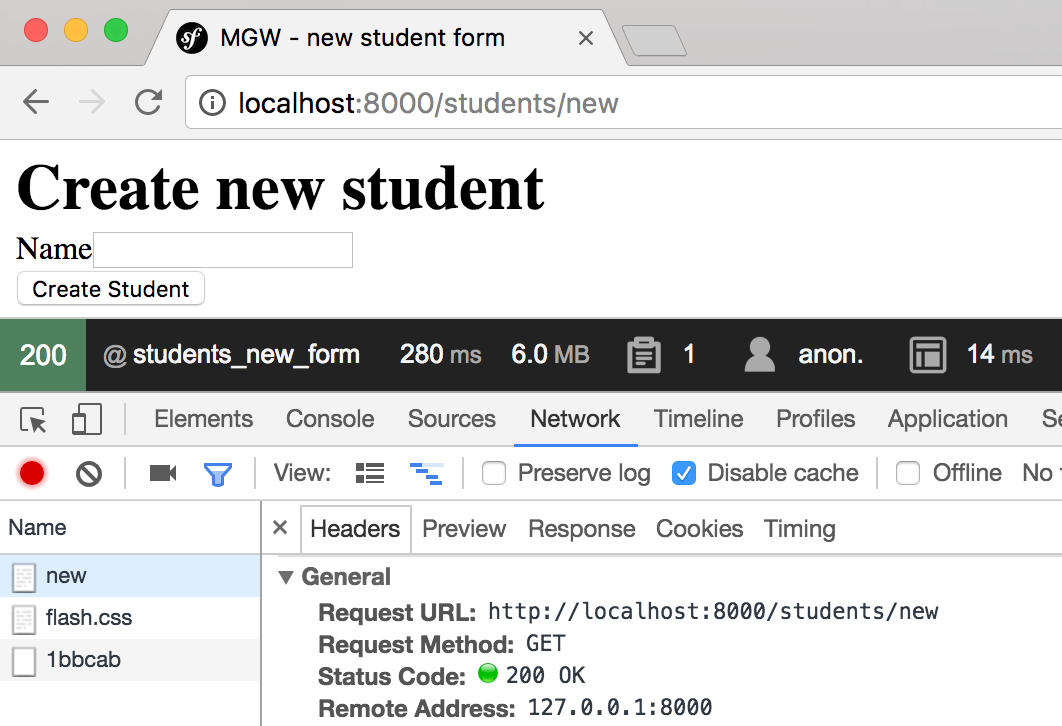 sf MGW - new student form
localhost:8000/students/new
Create new student
Name
Create Student
200 @ students_new_form 280 ms 6.0 MB 1 anon. 14 ms
Elements Console Sources Network Timeline Profiles Application Se
View: Preserve log Disable cache Offline No
Name
Headers Preview Response Cookies Timing
new
General
flash.css
Request URL: http://localhost:8000/students/new
Request Method: GET
1bbcab
Status Code: 200 OK
Remote Address: 127.0.0.1:8000